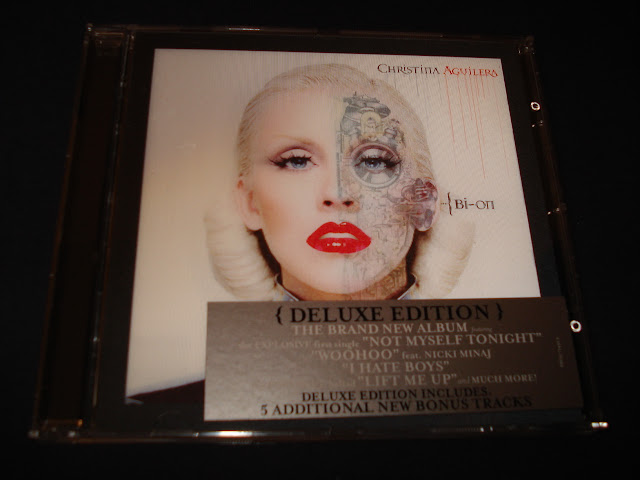 CHRISTINA AGUILERA
{BI-ON
{ DELUXE EDITION }
THE BRAND NEW ALBUM featuring
the EXPLOSIVE first single "NOT MYSELF TONIGHT"
"WOOHOO" feat. NICKI MINAJ
"I HATE BOYS"
"LIFT ME UP" and MUCH MORE!
DELUXE EDITION INCLUDES:
5 ADDITIONAL NEW BONUS TRACKS